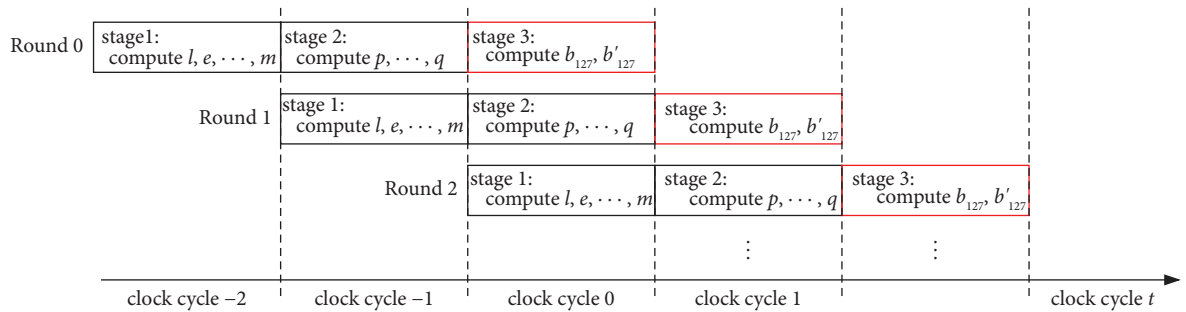 Round 0
stage1:
compute l, e, · · · , m
stage 2:
compute p, · · · , q
stage 3:
compute b₁₂₇, b′₁₂₇
Round 1
stage 1:
compute l, e, · · · , m
stage 2:
compute p, · · · , q
stage 3:
compute b₁₂₇, b′₁₂₇
Round 2
stage 1:
compute l, e, · · · , m
stage 2:
compute p, · · · , q
stage 3:
compute b₁₂₇, b′₁₂₇
⋮ ⋮
clock cycle −2 clock cycle −1 clock cycle 0 clock cycle 1 clock cycle t